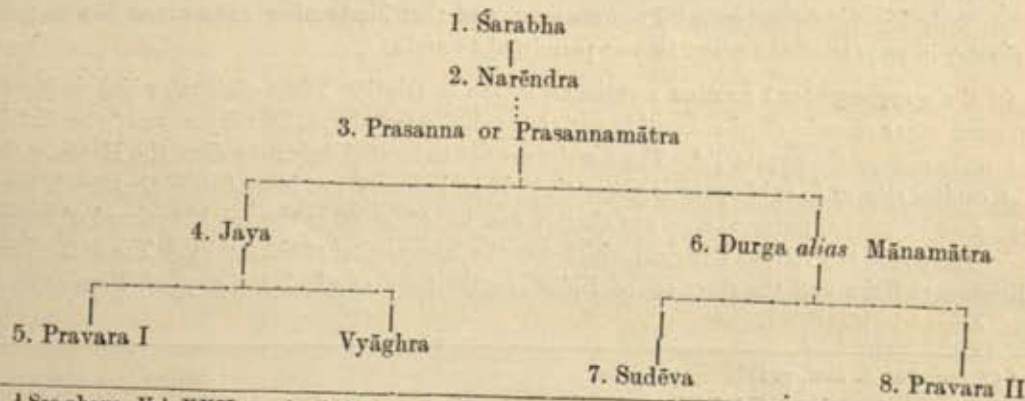 1. Śarabha
2. Narēndra
3. Prasanna or Prasannamātra
4. Jaya
6. Durga alias Mānamātra
5. Pravara I
Vyāghra
7. Sudēva
8. Pravara II